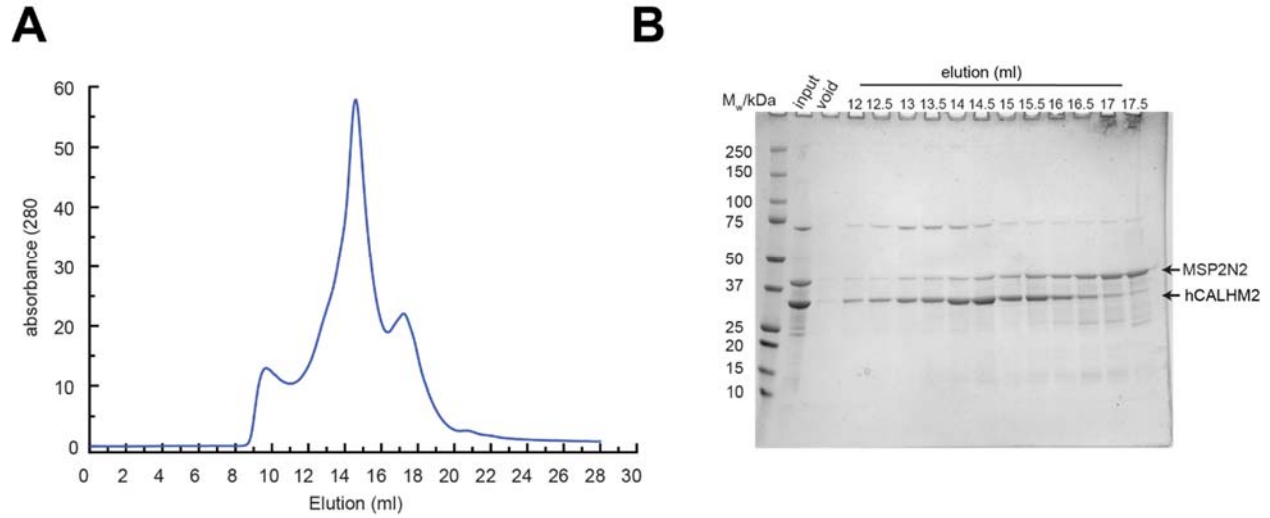 A
B
60
50
40
30
20
10
0
absorbance (280
0 2 4 6 8 10 12 14 16 18 20 22 24 26 28 30
Elution (ml)
elution (ml)
Mw/kDa input void 12 12.5 13 13.5 14 14.5 15 15.5 16 16.5 17 17.5
250
150
100
75
50
37
25
20
15
10
MSP2N2
hCALHM2